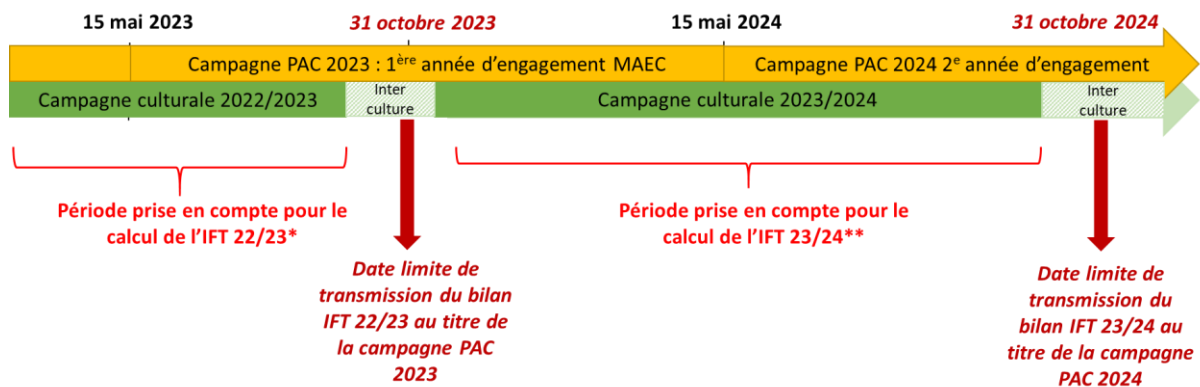 15 mai 2023
31 octobre 2023
15 mai 2024
31 octobre 2024
Campagne PAC 2023 : 1ère année d’engagement MAEC
Campagne PAC 2024 2e année d’engagement
Campagne culturale 2022/2023
Inter
culture
Campagne culturale 2023/2024
Inter
culture
Période prise en compte pour le
calcul de l’IFT 22/23*
Période prise en compte pour le
calcul de l’IFT 23/24**
Date limite de
transmission du bilan
IFT 22/23 au titre de
la campagne PAC
2023
Date limite de
transmission du
bilan IFT 23/24 au
titre de la campagne
PAC 2024